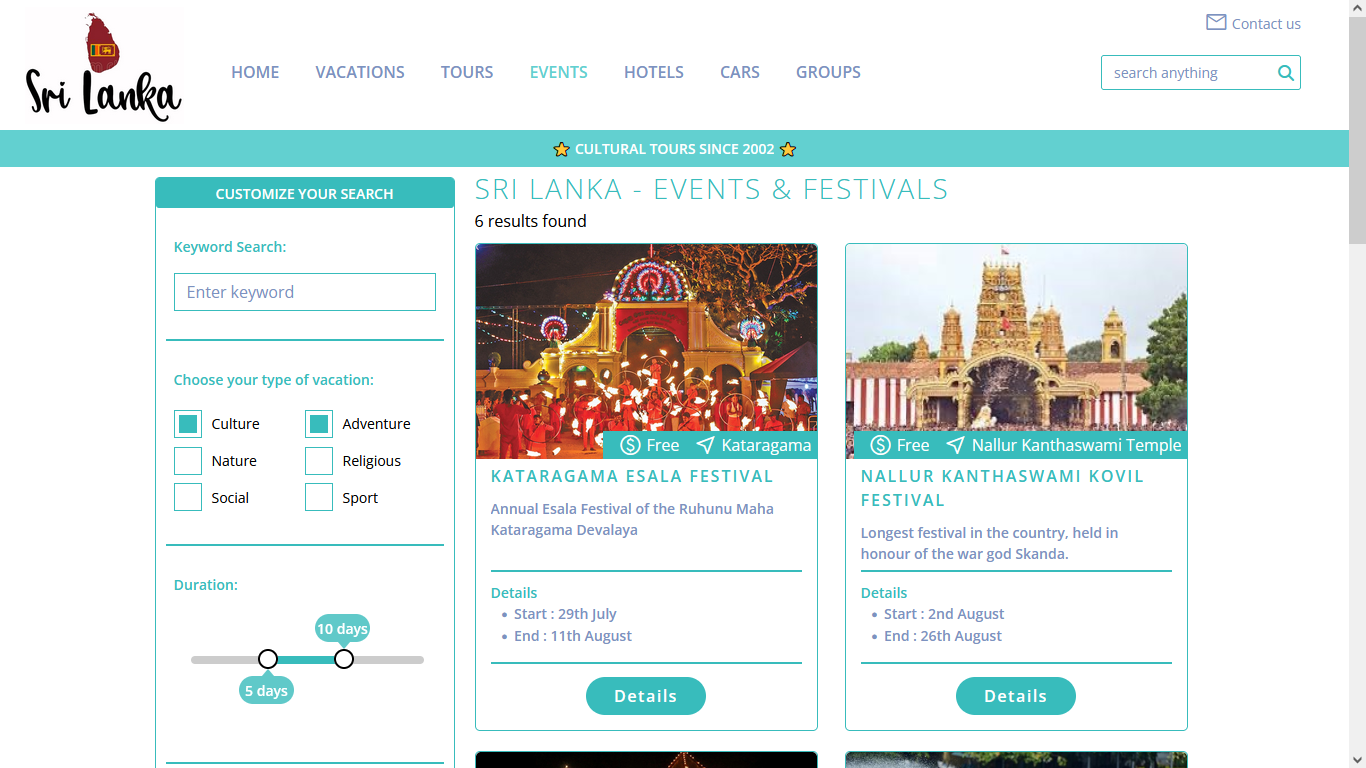 Sri Lanka
Contact us
HOME VACATIONS TOURS EVENTS HOTELS CARS GROUPS
search anything
CULTURAL TOURS SINCE 2002
CUSTOMIZE YOUR SEARCH
Keyword Search:
Enter keyword
Choose your type of vacation:
Culture Adventure
Nature Religious
Social Sport
Duration:
10 days
5 days
SRI LANKA - EVENTS & FESTIVALS
6 results found
Free Kataragama
KATARAGAMA ESALA FESTIVAL
Annual Esala Festival of the Ruhunu Maha
Kataragama Devalaya
Details
• Start : 29th July
• End : 11th August
Details
Free Nallur Kanthaswami Temple
NALLUR KANTHASWAMI KOVIL
FESTIVAL
Longest festival in the country, held in
honour of the war god Skanda.
Details
• Start : 2nd August
• End : 26th August
Details